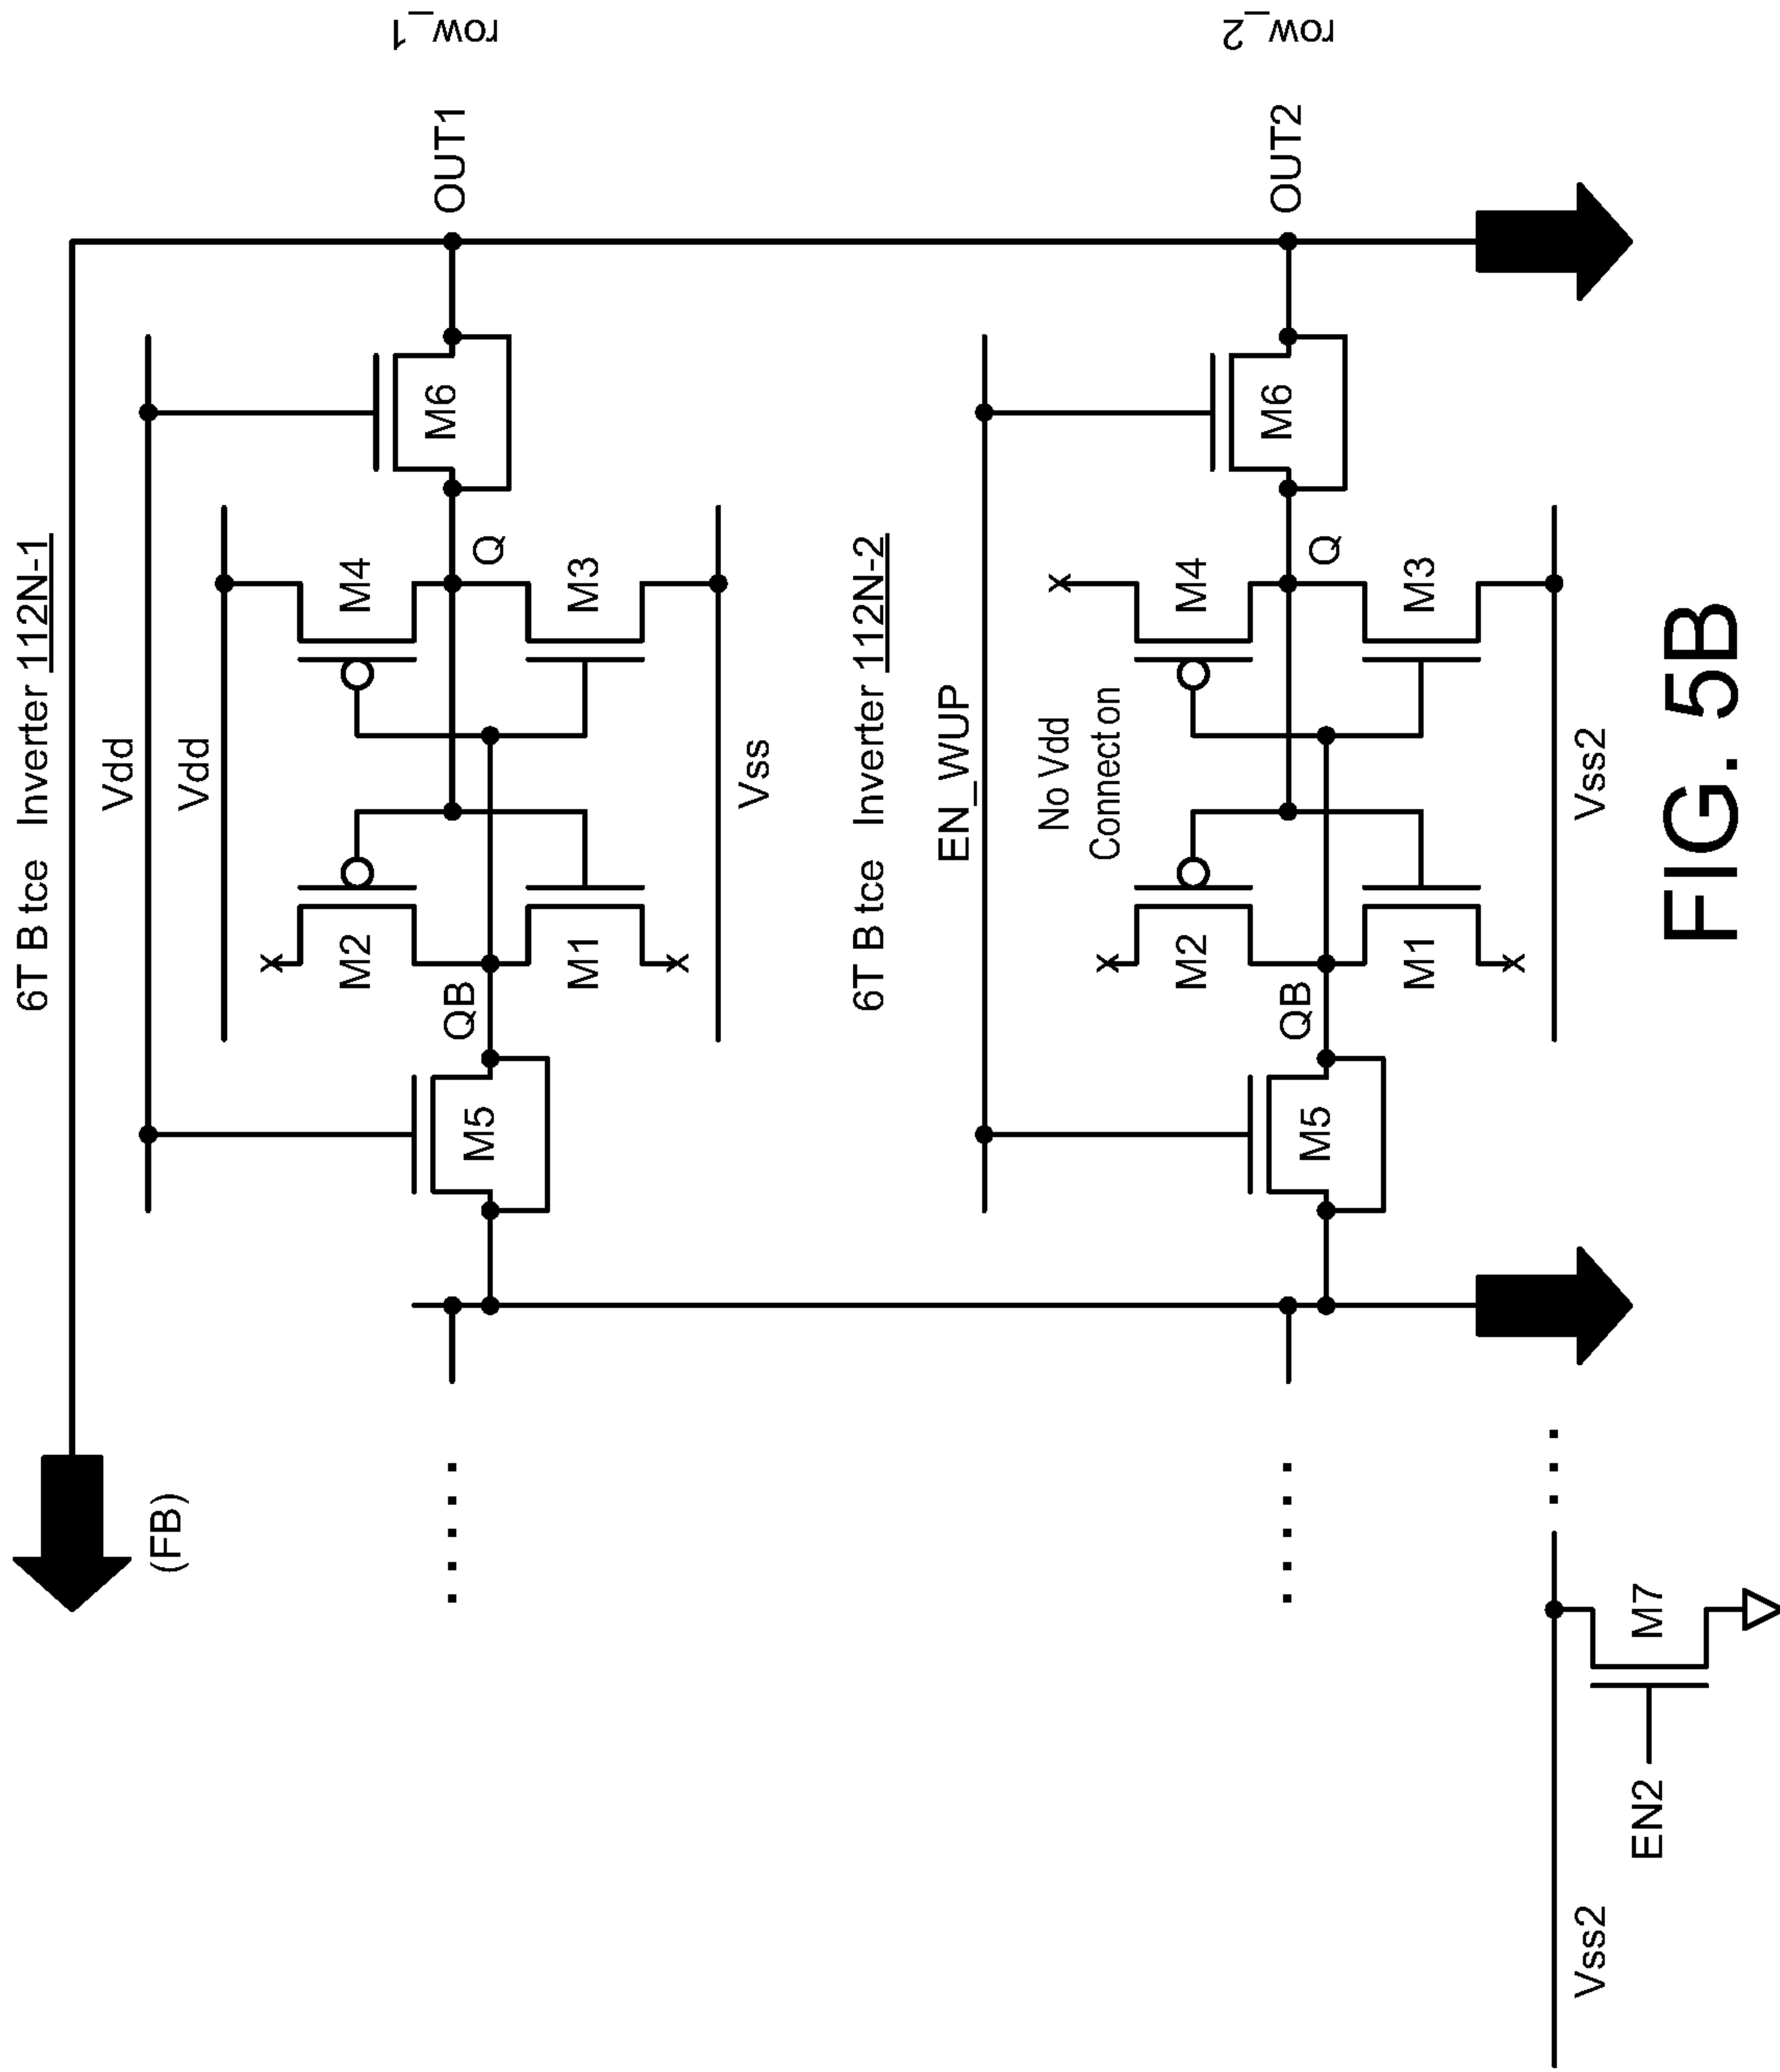 6T B tce Inverter 112N-1
(FB)
Vdd
Vdd
row_1
OUT1
M6
M4
M2
Q
QB
M5
M3
M1
Vss
6T B tce Inverter 112N-2
EN_WUP
No Vdd
Connect on
row_2
OUT2
M6
M4
M2
Q
QB
M5
M3
M1
Vss2
M7
EN2
Vss2
FIG. 5B